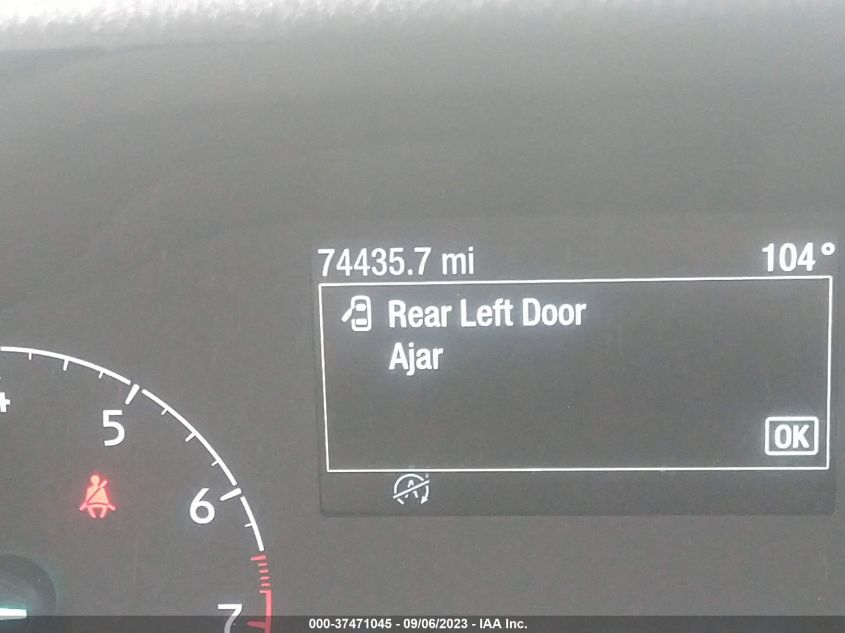 74435.7 mi 104°
Rear Left Door
Ajar
OK
4
5
6
7
000-37471045 - 09/06/2023 - IAA Inc.